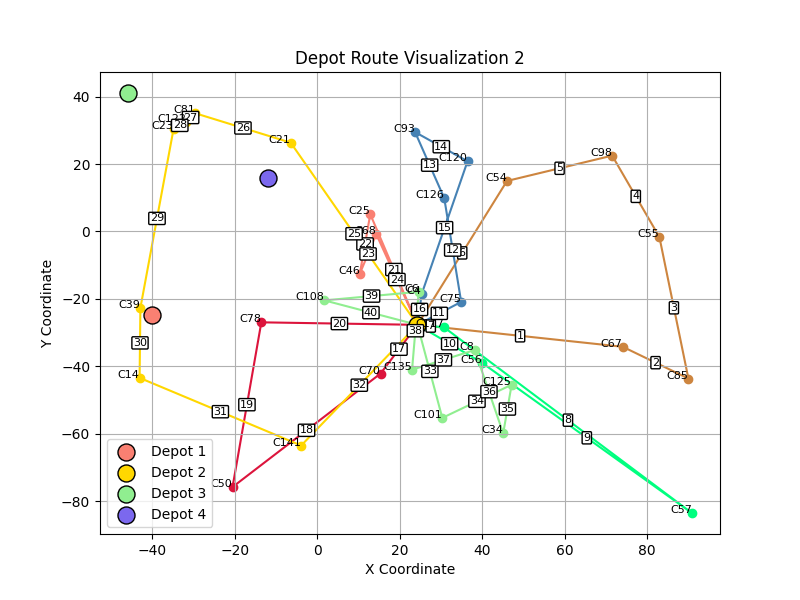 Depot Route Visualization 2
Y Coordinate
40
20
0
−20
−40
−60
−80
C81
27
C23
28
26
C21
C93
14
13
C120
C98
5
C54
4
C126
C25
29
15
C55
C68
25
22
12
23
C46
21
24
C6
39
C108
C75
3
C39
16
40
11
C78
20
1
38
10
30
C135
17
C8
C67
C56
37
2
C14
C70
33
C85
32
36
C125
19
34
35
31
C101
8
18
C34
9
C141
C50
C57
Depot 1
Depot 2
Depot 3
Depot 4
−40
−20
0
20
40
60
80
X Coordinate